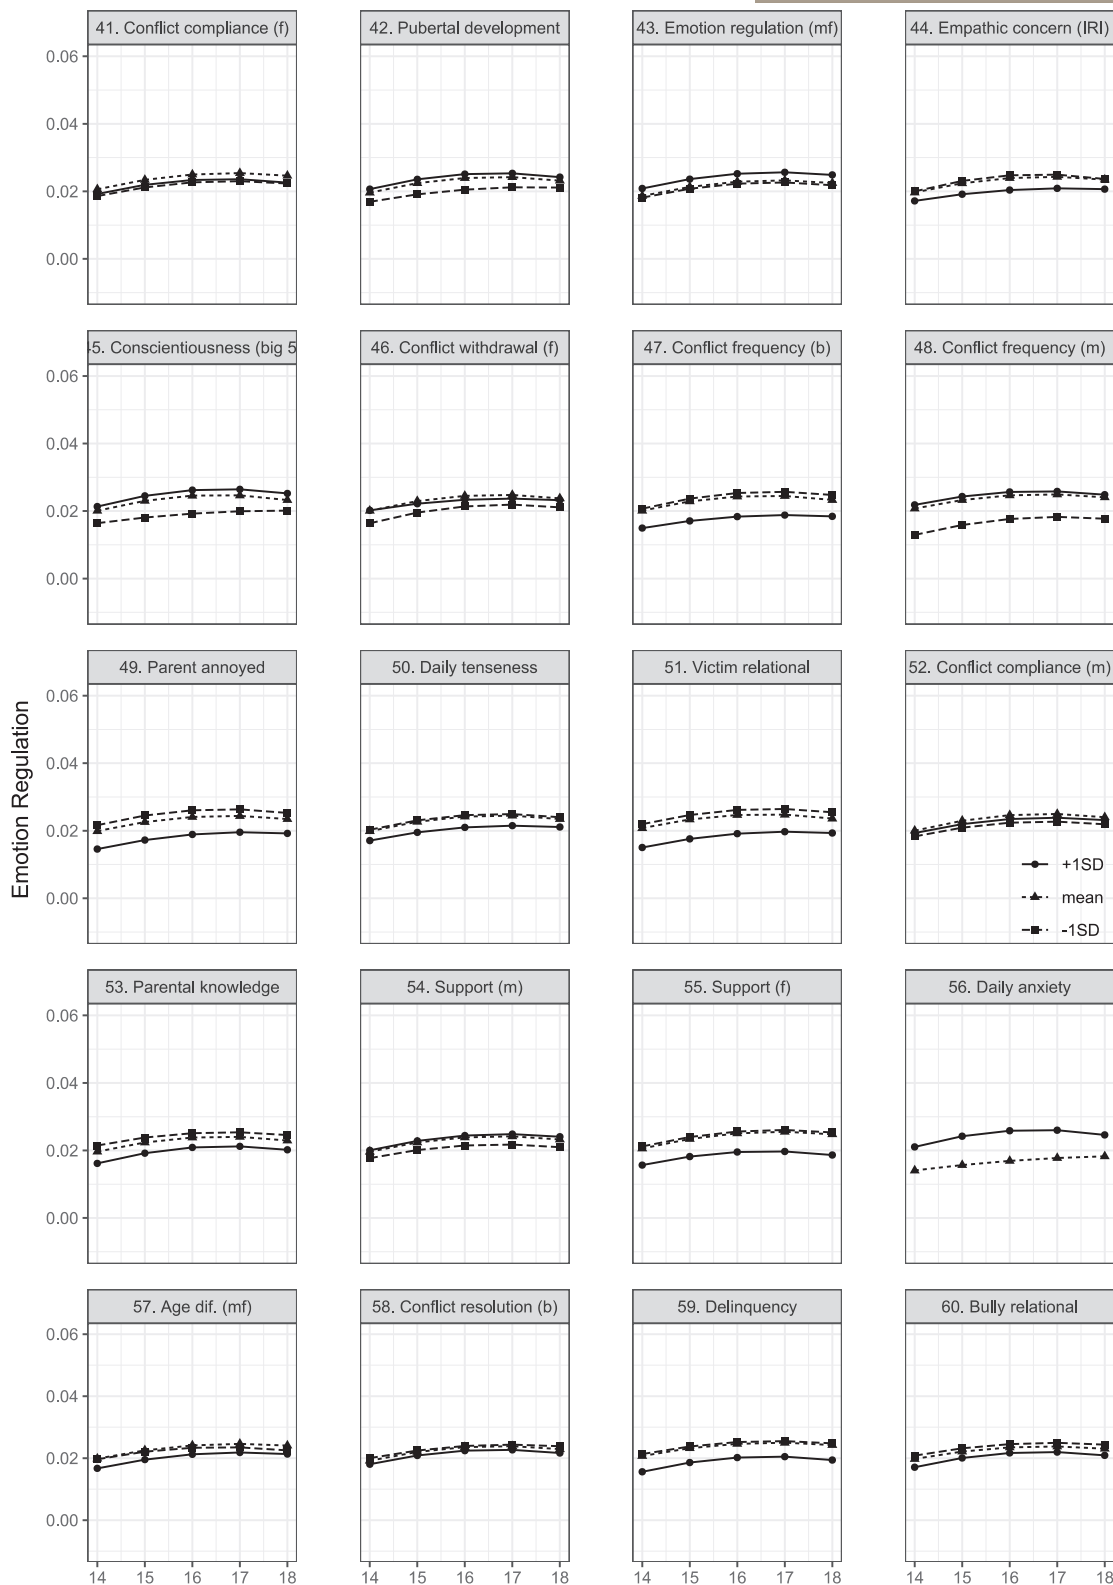 41. Conflict compliance (f)
42. Pubertal development
43. Emotion regulation (mf)
44. Empathic concern (IRI)
0.06
0.04
0.02
0.00
45. Conscientiousness (big 5
46. Conflict withdrawal (f)
47. Conflict frequency (b)
48. Conflict frequency (m)
0.06
0.04
0.02
0.00
Emotion Regulation
49. Parent annoyed
50. Daily tenseness
51. Victim relational
52. Conflict compliance (m)
0.06
0.04
0.02
0.00
+1SD
mean
-1SD
53. Parental knowledge
54. Support (m)
55. Support (f)
56. Daily anxiety
0.06
0.04
0.02
0.00
57. Age dif. (mf)
58. Conflict resolution (b)
59. Delinquency
60. Bully relational
0.06
0.04
0.02
0.00
14 15 16 17 18
14 15 16 17 18
14 15 16 17 18
14 15 16 17 18